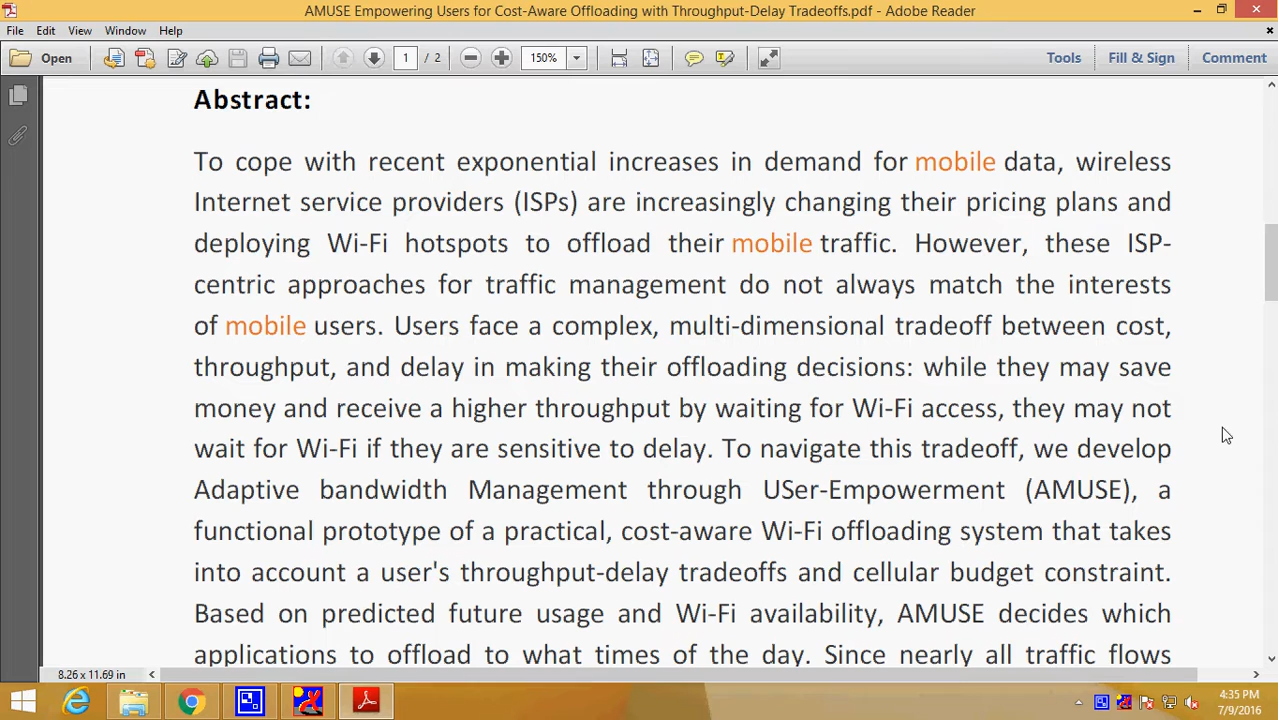 AMUSE Empowering Users for Cost-Aware Offloading with Throughput-Delay Tradeoffs.pdf - Adobe Reader
File Edit View Window Help
Open 1 / 2 150% Tools Fill & Sign Comment
Abstract:
To cope with recent exponential increases in demand for mobile data, wireless
Internet service providers (ISPs) are increasingly changing their pricing plans and
deploying Wi-Fi hotspots to offload their mobile traffic. However, these ISP-
centric approaches for traffic management do not always match the interests
of mobile users. Users face a complex, multi-dimensional tradeoff between cost,
throughput, and delay in making their offloading decisions: while they may save
money and receive a higher throughput by waiting for Wi-Fi access, they may not
wait for Wi-Fi if they are sensitive to delay. To navigate this tradeoff, we develop
Adaptive bandwidth Management through USer-Empowerment (AMUSE), a
functional prototype of a practical, cost-aware Wi-Fi offloading system that takes
into account a user's throughput-delay tradeoffs and cellular budget constraint.
Based on predicted future usage and Wi-Fi availability, AMUSE decides which
applications to offload to what times of the day. Since nearly all traffic flows
8.26 x 11.69 in
4:35 PM
7/9/2016